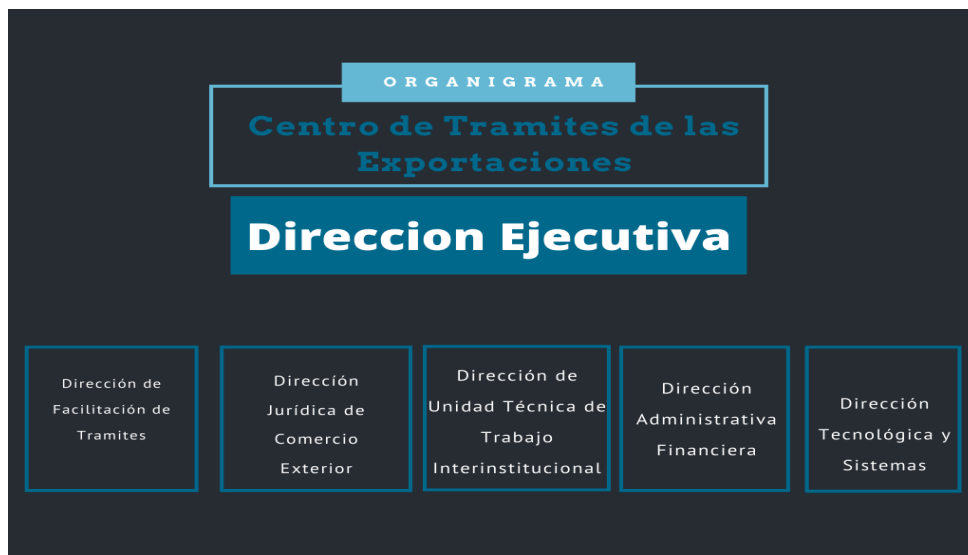 ORGANIGRAMA
Centro de Tramites de las
Exportaciones
Direccion Ejecutiva
Dirección de
Facilitación de
Tramites
Direccíón
Jurídica de
Comercio
Exterior
Dirección de
Unidad Técnica de
Trabajo
Interinstitucional
Dirección
Administrativa
Financiera
Dirección
Tecnológica y
Sistemas